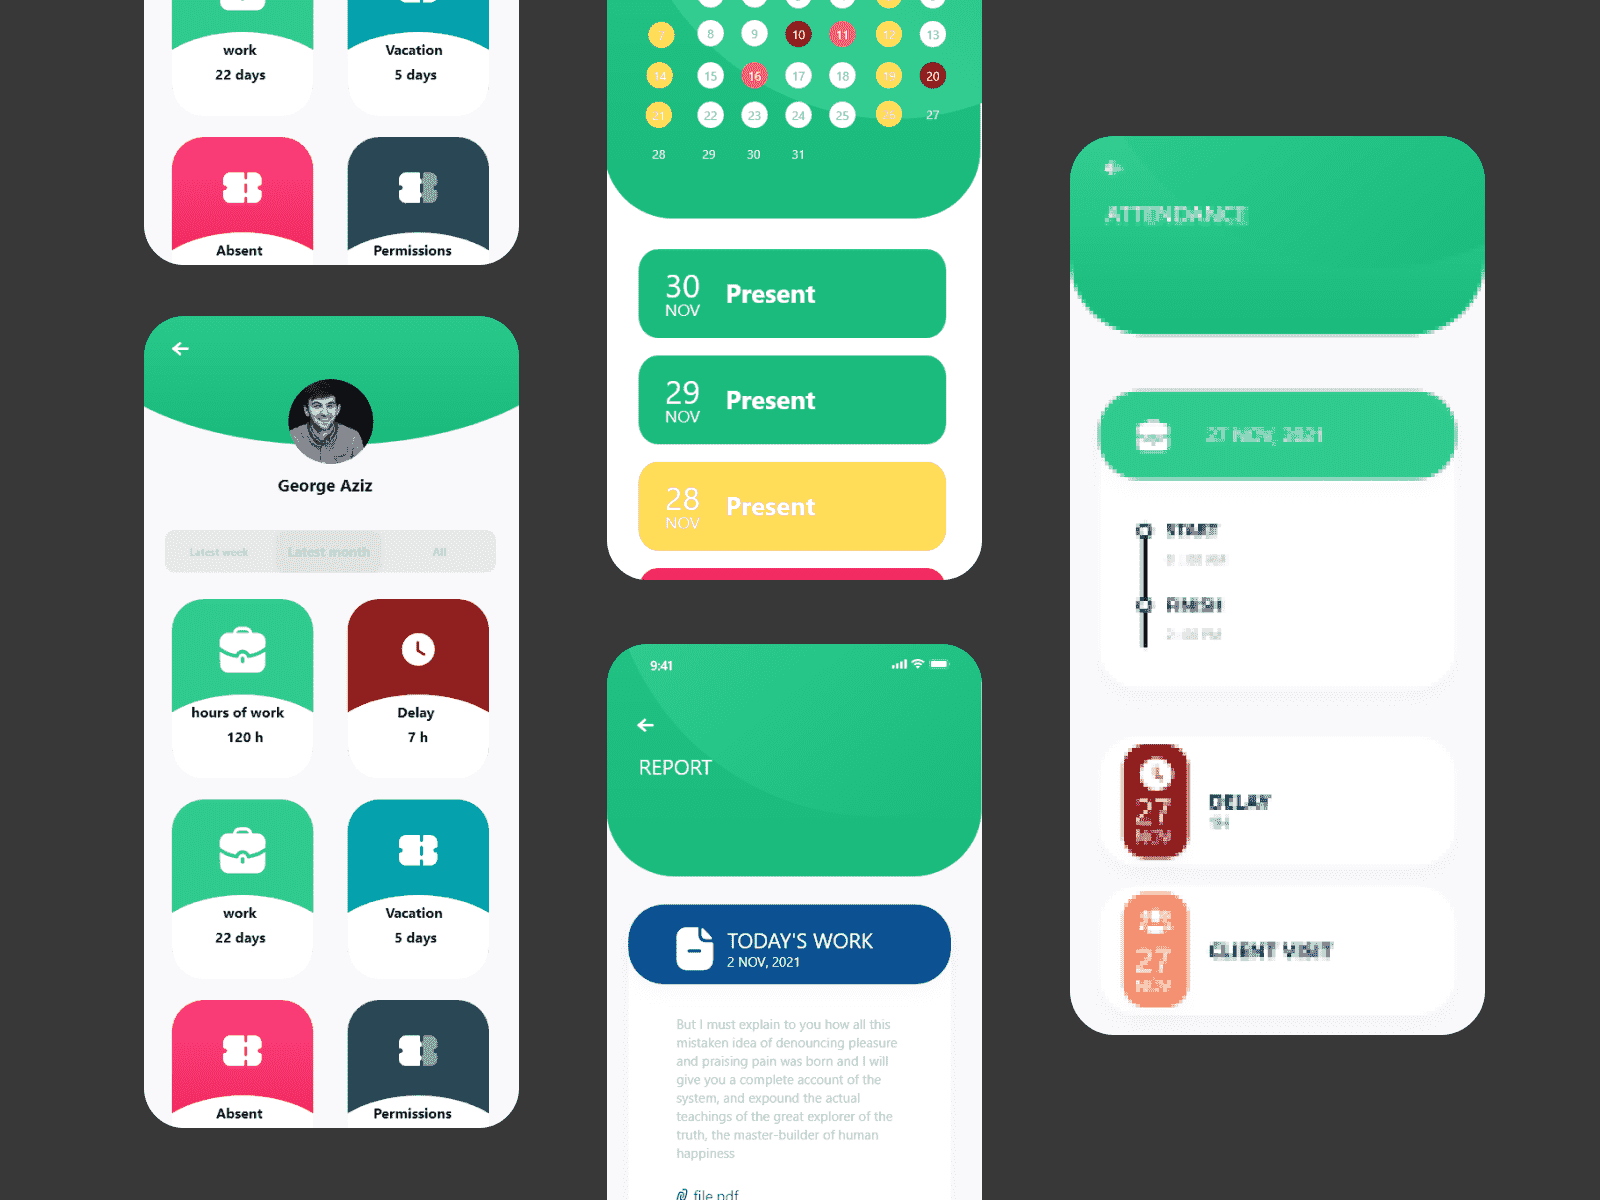 work
22 days
Vacation
5 days
Absent
Permissions
George Aziz
Latest week
Latest month
All
hours of work
120 h
Delay
7 h
work
22 days
Vacation
5 days
Absent
Permissions
7 8 9 10 11 12 13
14 15 16 17 18 19 20
21 22 23 24 25 26 27
28 29 30 31
30
NOV
Present
29
NOV
Present
28
NOV
Present
9:41
REPORT
TODAY'S WORK
2 NOV, 2021
But I must explain to you how all this
mistaken idea of denouncing pleasure
and praising pain was born and I will
give you a complete account of the
system, and expound the actual
teachings of the great explorer of the
truth, the master-builder of human
happiness
file.pdf
ATTENDANCE
27 NOV, 2021
START
FINISH
27
NOV
DELAY
27
NOV
CLIENT VISIT